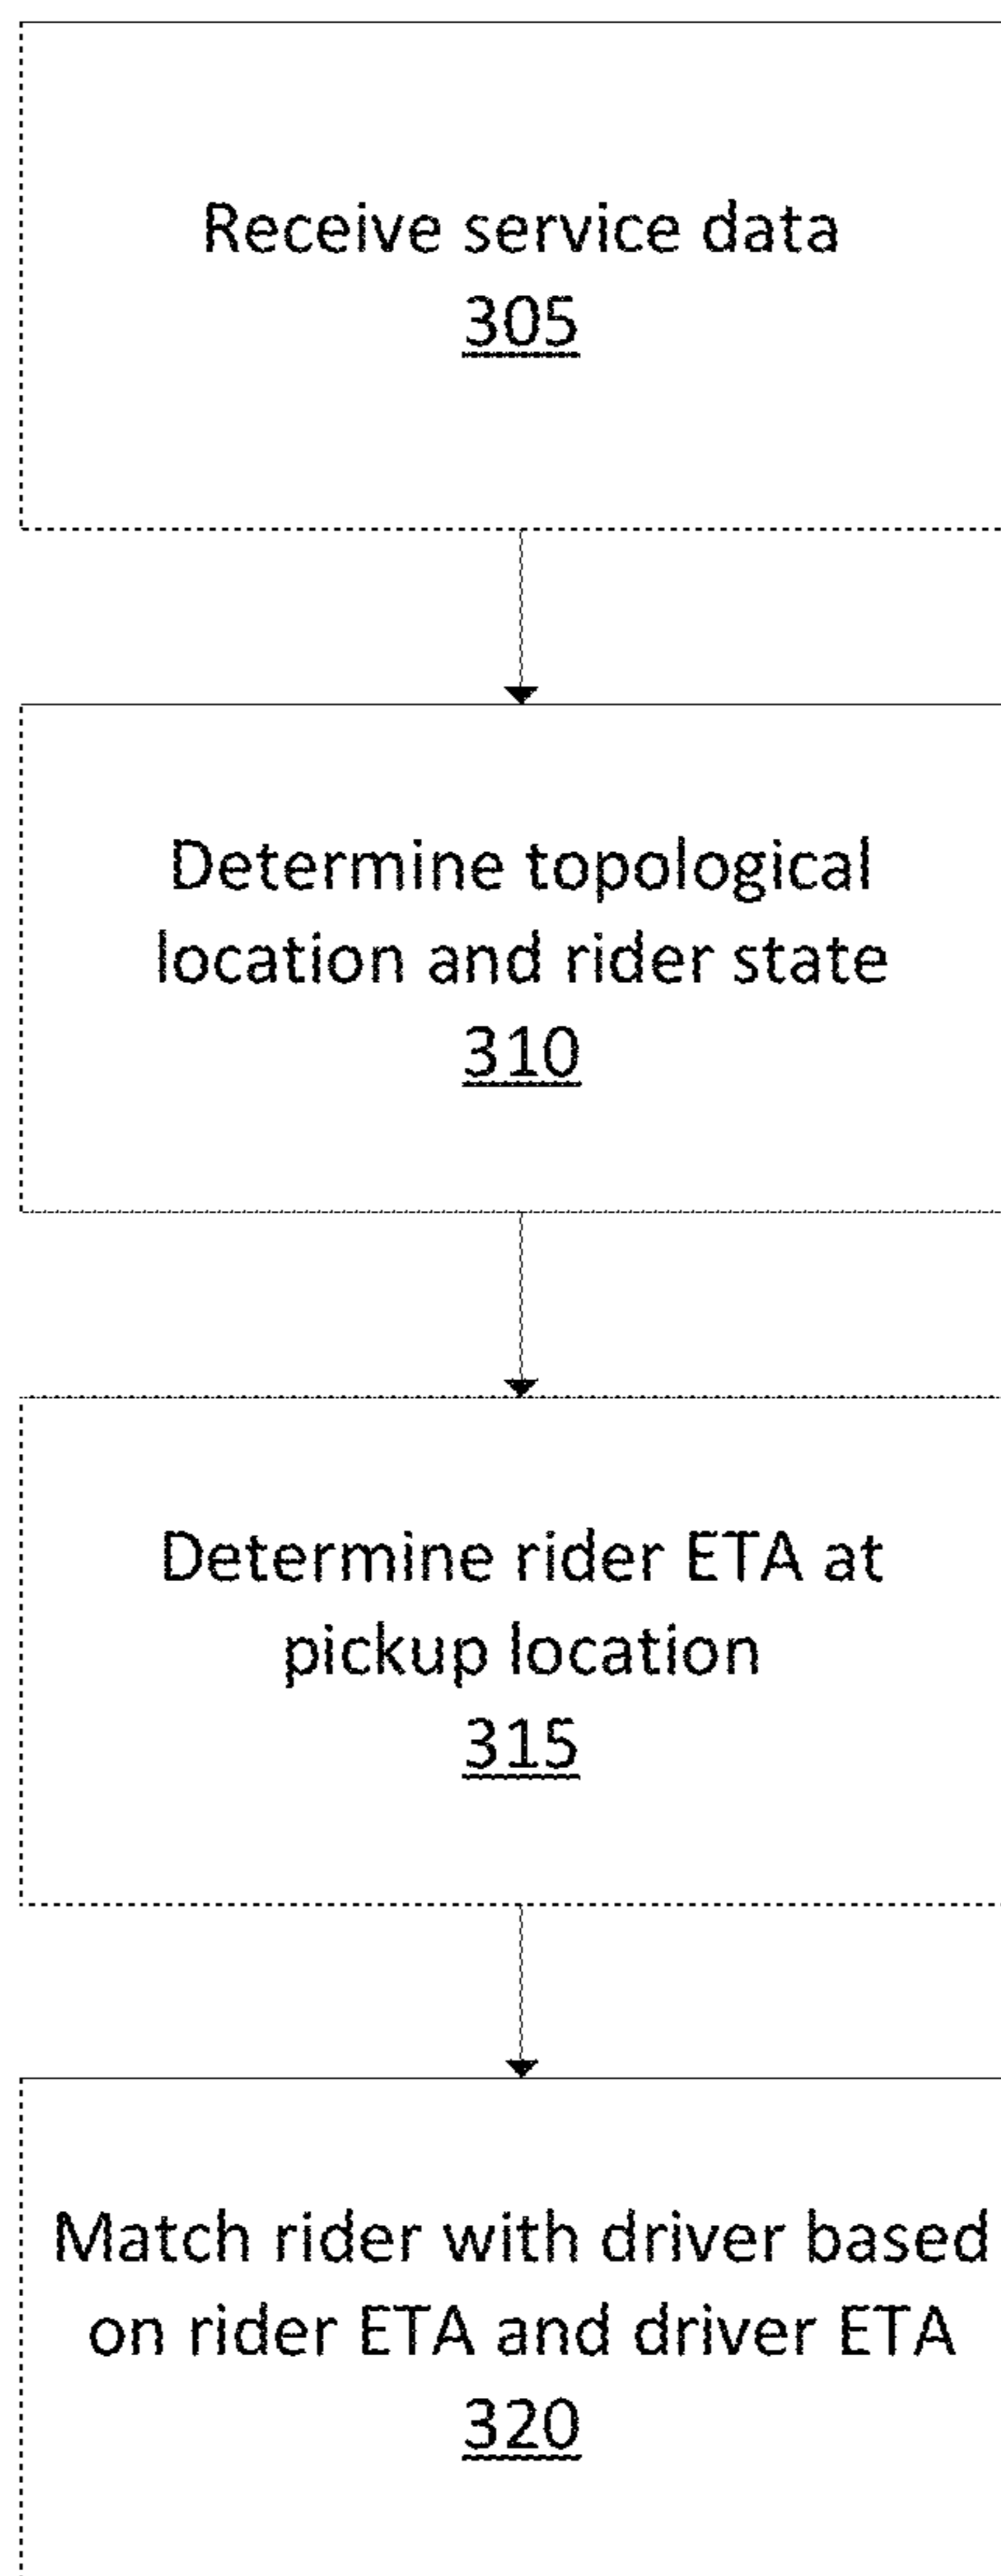 Receive service data
305
Determine topological
location and rider state
310
Determine rider ETA at
pickup location
315
Match rider with driver based
on rider ETA and driver ETA
320